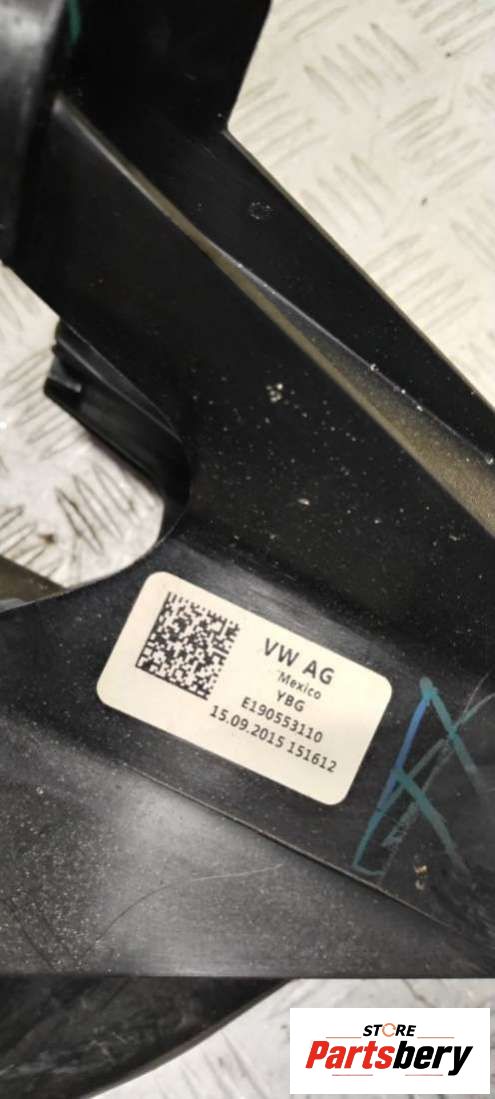 VW AG
Mexico
YBG
E190553110
15.09.2015 151612
STORE
Partsbery